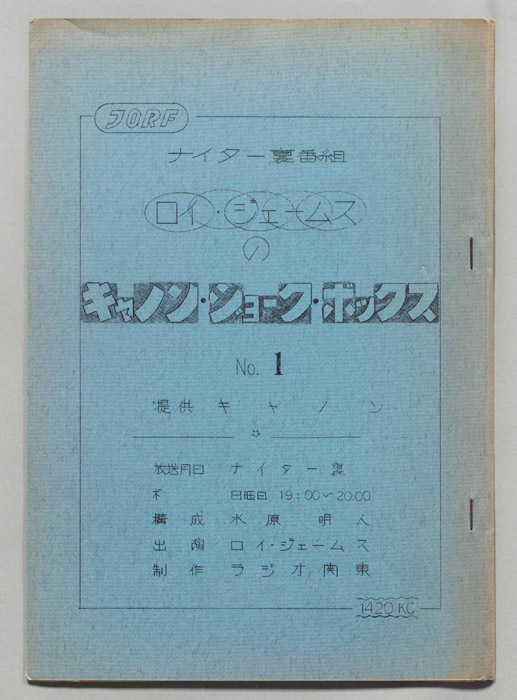 JORF
ナイター裏番組
ロイ・ジェームス
の
キャノン・ジョーク・ボックス
No. 1
提供 キャノン
放送月日 ナイター裏
日曜日 19:00～20:00
構成 水原 明人
出演 ロイ・ジェームス
制作 ラジオ関東
1420 KC